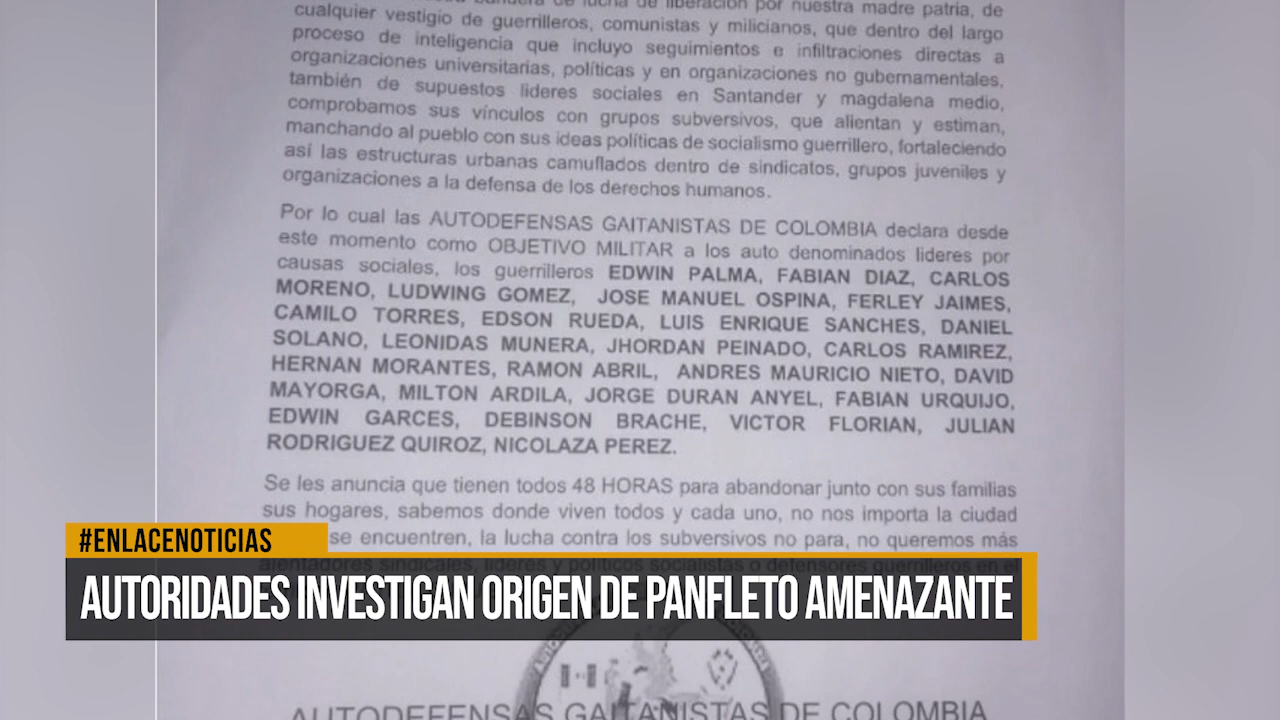 de lucha de liberación por nuestra madre patria, de
cualquier vestigio de guerrilleros, comunistas y milicianos, que dentro del largo
proceso de inteligencia que incluyo seguimientos e infiltraciones directas a
organizaciones universitarias, políticas y en organizaciones no gubernamentales,
también de supuestos lideres sociales en Santander y magdalena medio,
comprobamos sus vínculos con grupos subversivos, que alientan y estiman,
manchando al pueblo con sus ideas políticas de socialismo guerrillero, fortaleciendo
así las estructuras urbanas camuflados dentro de sindicatos, grupos juveniles y
organizaciones a la defensa de los derechos humanos.
Por lo cual las AUTODEFENSAS GAITANISTAS DE COLOMBIA declara desde
este momento como OBJETIVO MILITAR a los auto denominados lideres por
causas sociales, los guerrilleros EDWIN PALMA, FABIAN DIAZ, CARLOS
MORENO, LUDWING GOMEZ, JOSE MANUEL OSPINA, FERLEY JAIMES,
CAMILO TORRES, EDSON RUEDA, LUIS ENRIQUE SANCHES, DANIEL
SOLANO, LEONIDAS MUNERA, JHORDAN PEINADO, CARLOS RAMIREZ,
HERNAN MORANTES, RAMON ABRIL, ANDRES MAURICIO NIETO, DAVID
MAYORGA, MILTON ARDILA, JORGE DURAN ANYEL, FABIAN URQUIJO,
EDWIN GARCES, DEBINSON BRACHE, VICTOR FLORIAN, JULIAN
RODRIGUEZ QUIROZ, NICOLAZA PEREZ.
Se les anuncia que tienen todos 48 HORAS para abandonar junto con sus familias
sus hogares, sabemos donde viven todos y cada uno, no nos importa la ciudad
se encuentren, la lucha contra los subversivos no para, no queremos más
alentadores sindicales, lideres y políticos socialistas o defensores guerrilleros en el
#ENLACENOTICIAS
AUTORIDADES INVESTIGAN ORIGEN DE PANFLETO AMENAZANTE
AUTODEFENSAS GAITANISTAS DE COLOMBIA